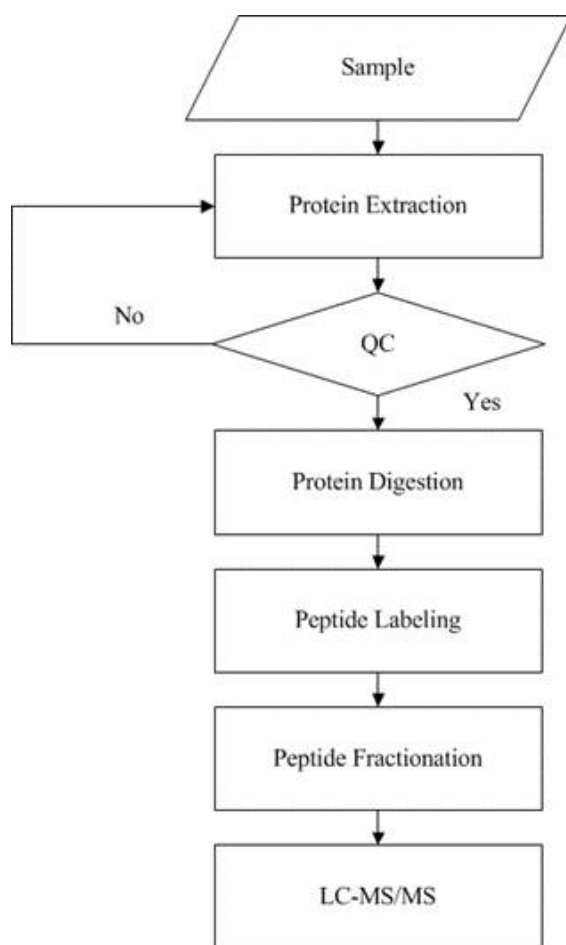 Sample
Protein Extraction
No
QC
Yes
Protein Digestion
Peptide Labeling
Peptide Fractionation
LC-MS/MS